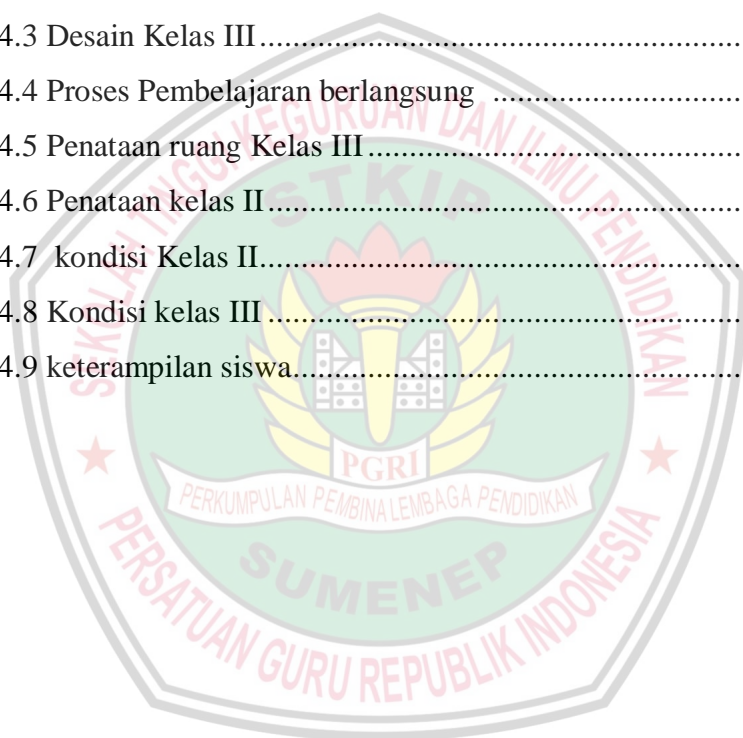 4.3 Desain Kelas III..........................................................
4.4 Proses Pembelajaran berlangsung ..............................
4.5 Penataan ruang Kelas III.............................................
4.6 Penataan kelas II.........................................................
4.7 kondisi Kelas II..........................................................
4.8 Kondisi kelas III.........................................................
4.9 keterampilan siswa......................................................
SEKOLAH TINGGI KEGURUAN DAN ILMU PENDIDIKAN
STKIP
PGRI
PERKUMPULAN PEMBINA LEMBAGA PENDIDIKAN
SUMENEP
PERSATUAN GURU REPUBLIK INDONESIA